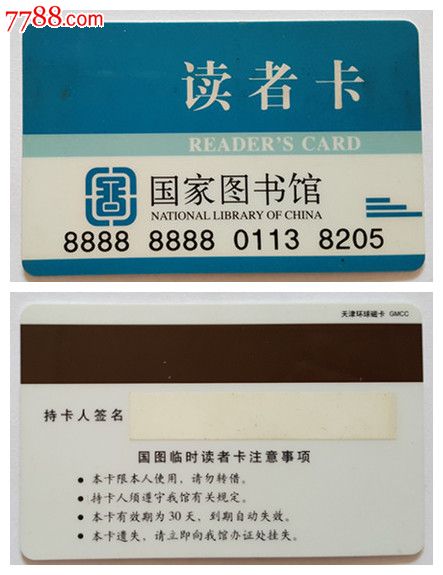 7788.com
读者卡
READER'S CARD
国家图书馆
NATIONAL LIBRARY OF CHINA
8888 8888 0113 8205
天津环球磁卡 GMCC
持卡人签名
国图临时读者卡注意事项
• 本卡限本人使用，请勿转借。
• 持卡人须遵守我馆有关规定。
• 本卡有效期为30天，到期自动失效。
• 本卡遗失，请立即向我馆办证处挂失。